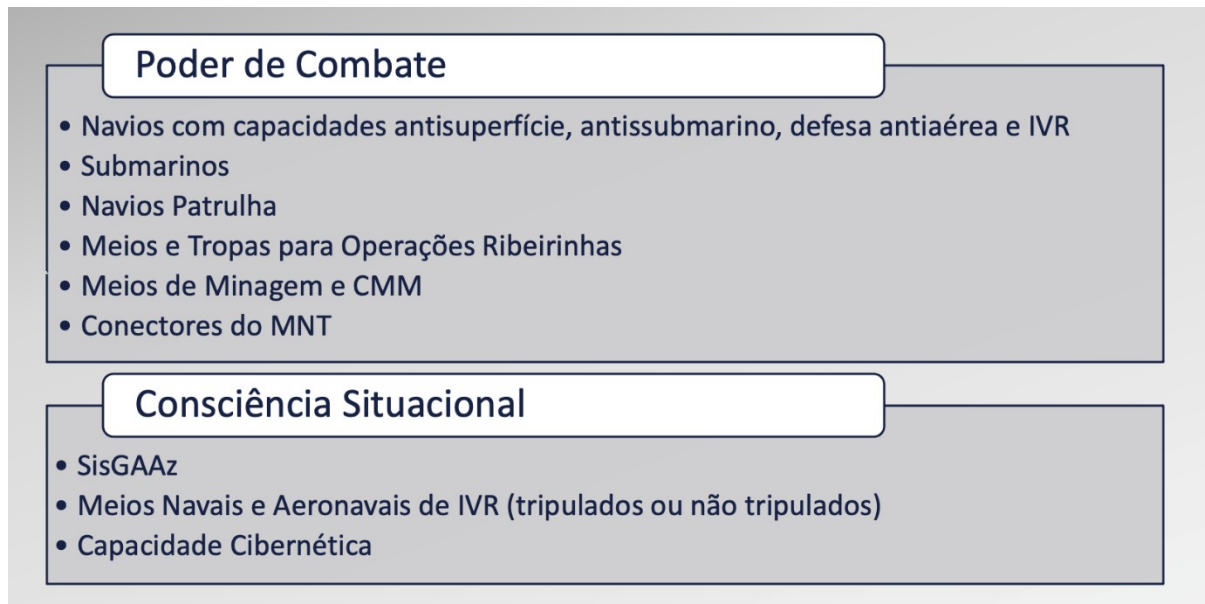 Poder de Combate
• Navios com capacidades antisuperfície, antissubmarino, defesa antiaérea e IVR
• Submarinos
• Navios Patrulha
• Meios e Tropas para Operações Ribeirinhas
• Meios de Minagem e CMM
• Conectores do MNT
Consciência Situacional
• SisGAAz
• Meios Navais e Aeronavais de IVR (tripulados ou não tripulados)
• Capacidade Cibernética